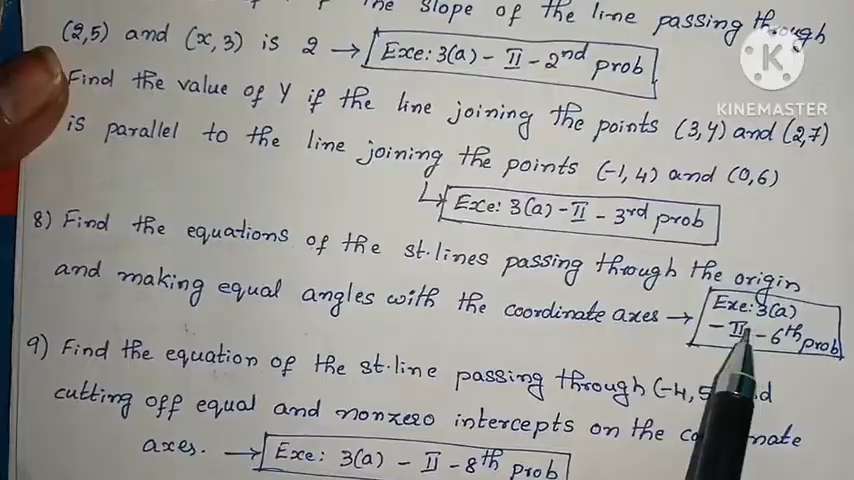 the slope of the line passing through
(2,5) and (x,3) is 2 → Exe: 3(a) - II - 2nd prob
KINEMASTER
Find the value of Y if the line joining the points (3,Y) and (2,7)
is parallel to the line joining the points (-1,4) and (0,6)
↳ Exe: 3(a) - II - 3rd prob
8) Find the equations of the st.lines passing through the origin
and making equal angles with the coordinate axes → Exe: 3(a)
- II - 6th prob
9) Find the equation of the st.line passing through (-4,5
cutting off equal and nonzero intercepts on the
axes. → Exe: 3(a) - II - 8th prob